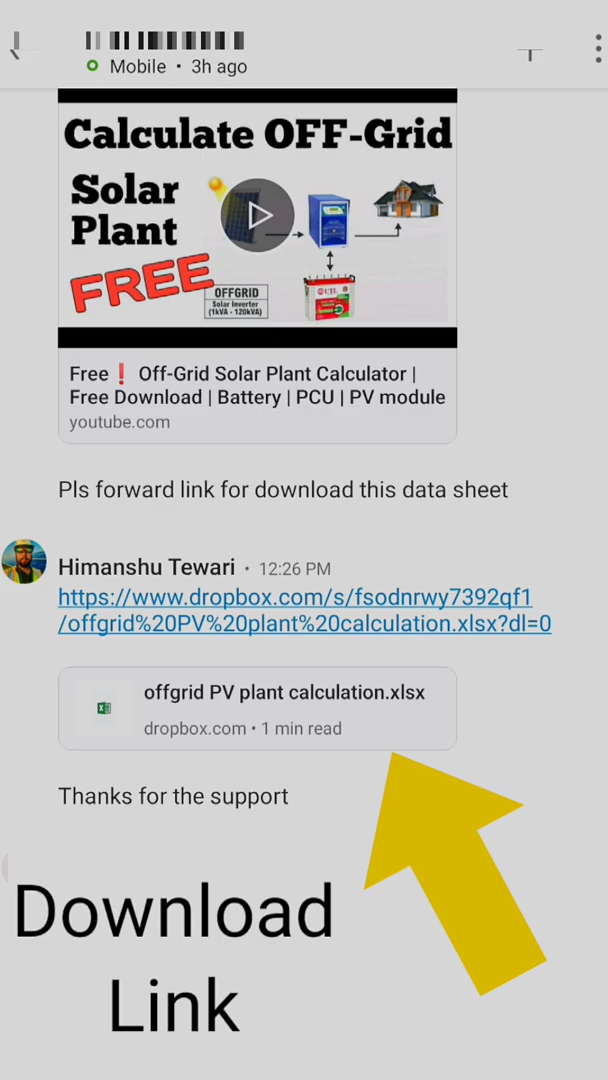 Mobile • 3h ago
Calculate OFF-Grid
Solar
Plant
FREE
OFFGRID
Solar Inverter
(1kVA - 120kVA)
UTL
Free❗ Off-Grid Solar Plant Calculator |
Free Download | Battery | PCU | PV module
youtube.com
Pls forward link for download this data sheet
Himanshu Tewari • 12:26 PM
https://www.dropbox.com/s/fsodnrwy7392qf1
/offgrid%20PV%20plant%20calculation.xlsx?dl=0
offgrid PV plant calculation.xlsx
dropbox.com • 1 min read
Thanks for the support
Download
Link